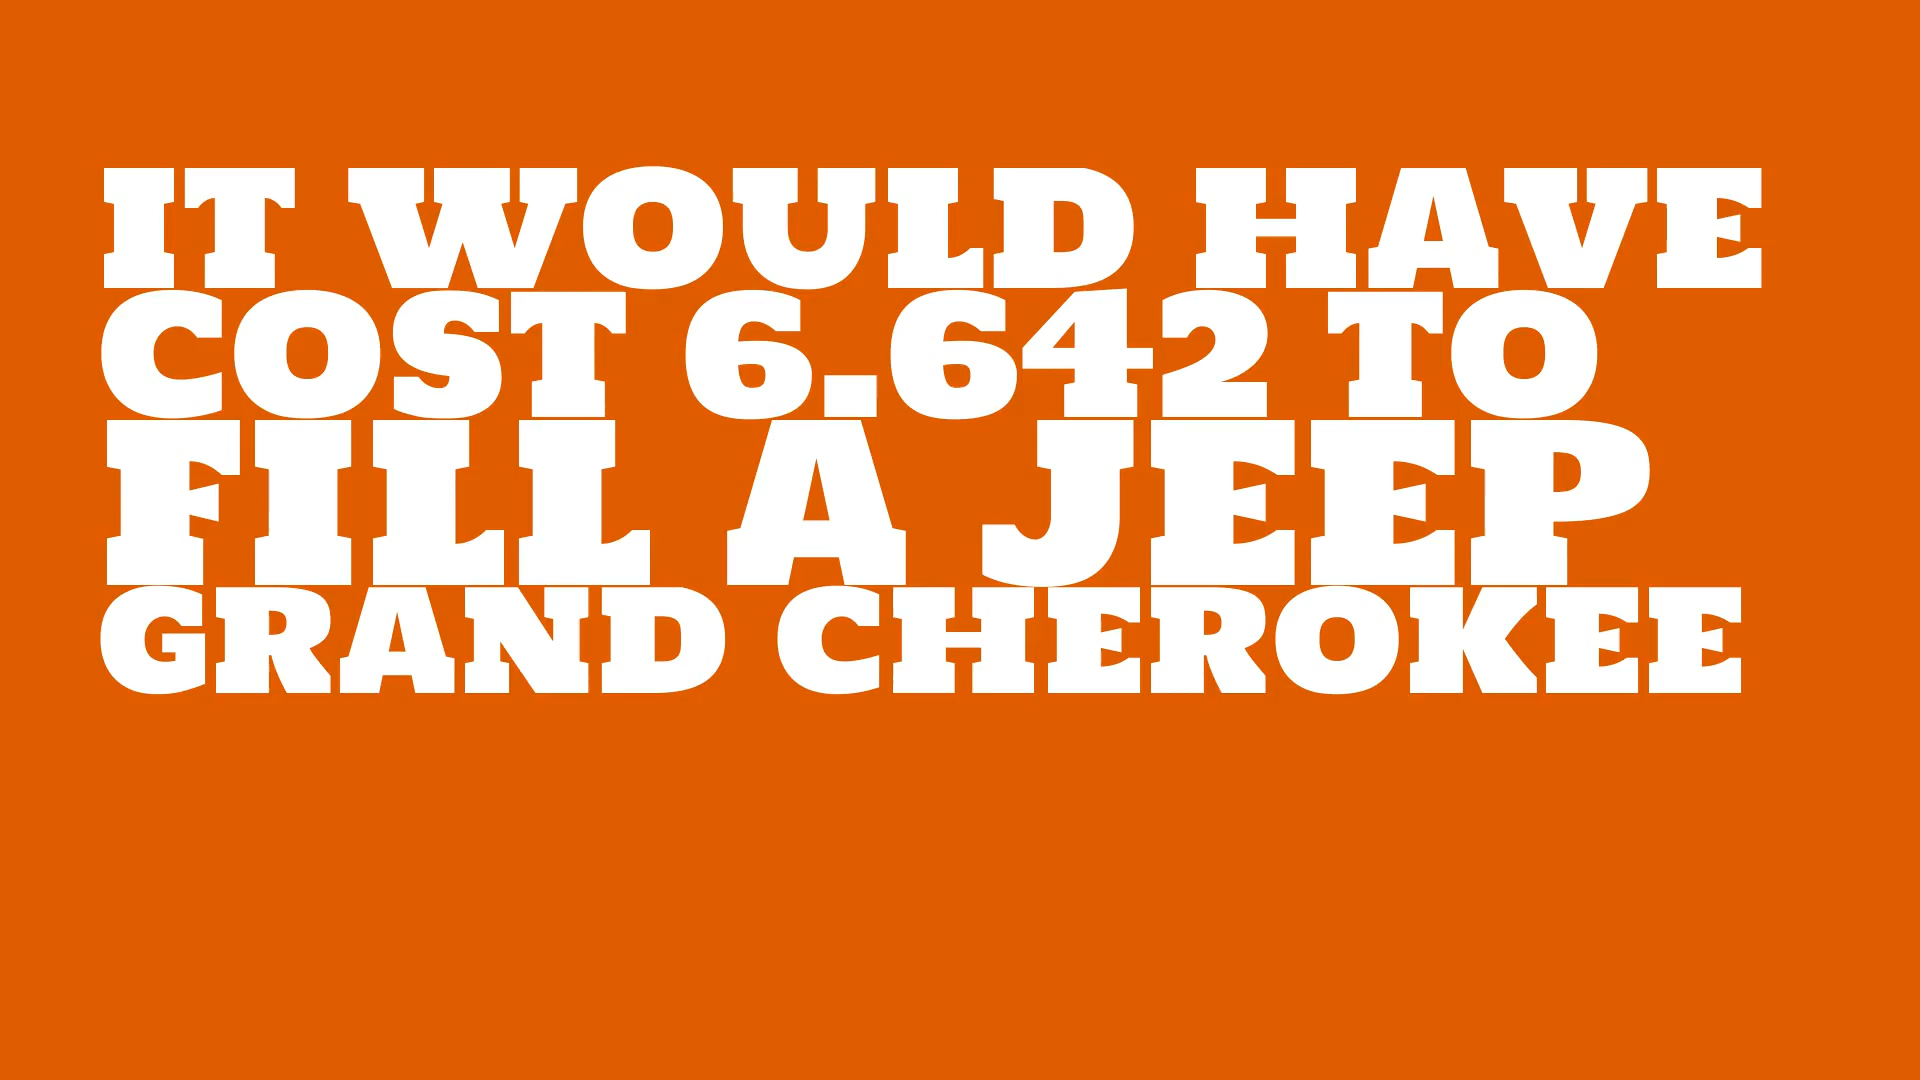 IT WOULD HAVE
COST 6.642 TO
FILL A JEEP
GRAND CHEROKEE